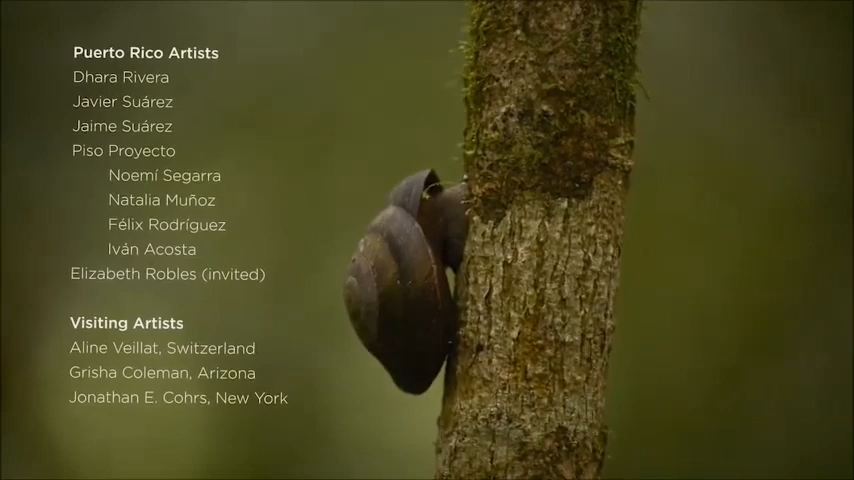 Puerto Rico Artists
Dhara Rivera
Javier Suárez
Jaime Suárez
Piso Proyecto
Noemí Segarra
Natalia Muñoz
Félix Rodríguez
Iván Acosta
Elizabeth Robles (invited)
Visiting Artists
Aline Veillat, Switzerland
Grisha Coleman, Arizona
Jonathan E. Cohrs, New York